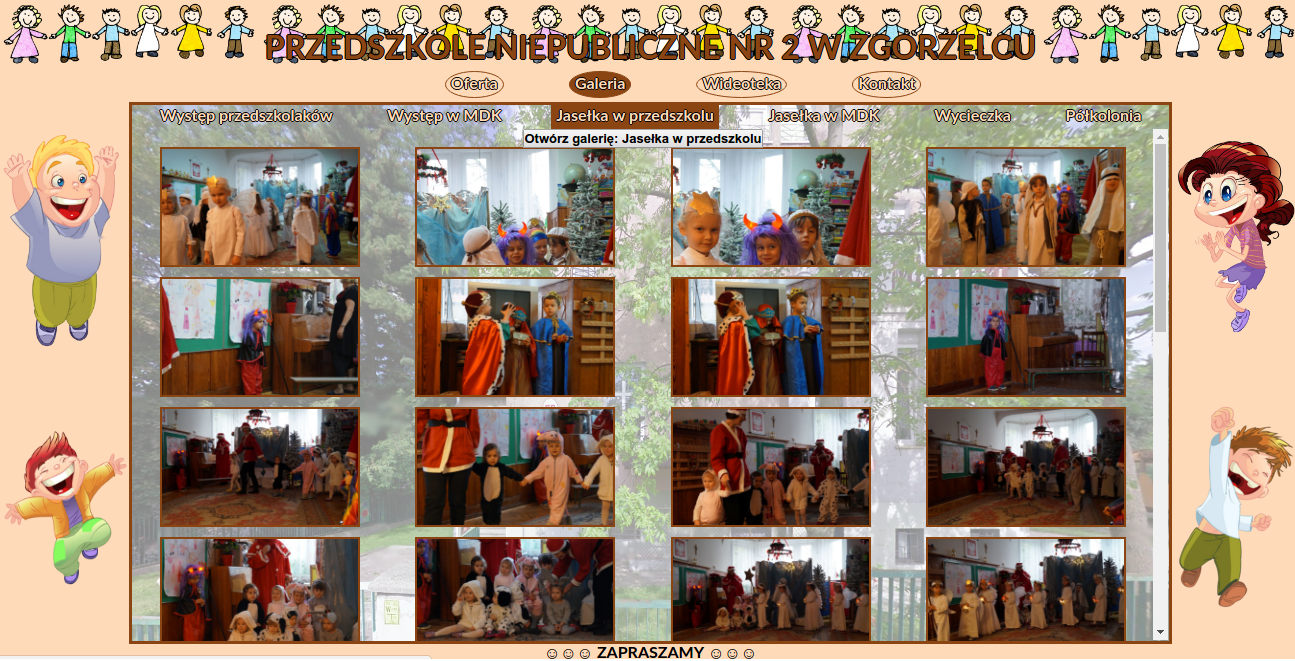 PRZEDSZKOLE NIEPUBLICZNE NR 2 W ZGORZELCU
Oferta Galeria Wideoteka Kontakt
Występ przedszkolaków Występ w MDK Jasełka w przedszkolu Jasełka w MDK Wycieczka Półkolonia
Otwórz galerię: Jasełka w przedszkolu
☺☺☺ ZAPRASZAMY ☺☺☺